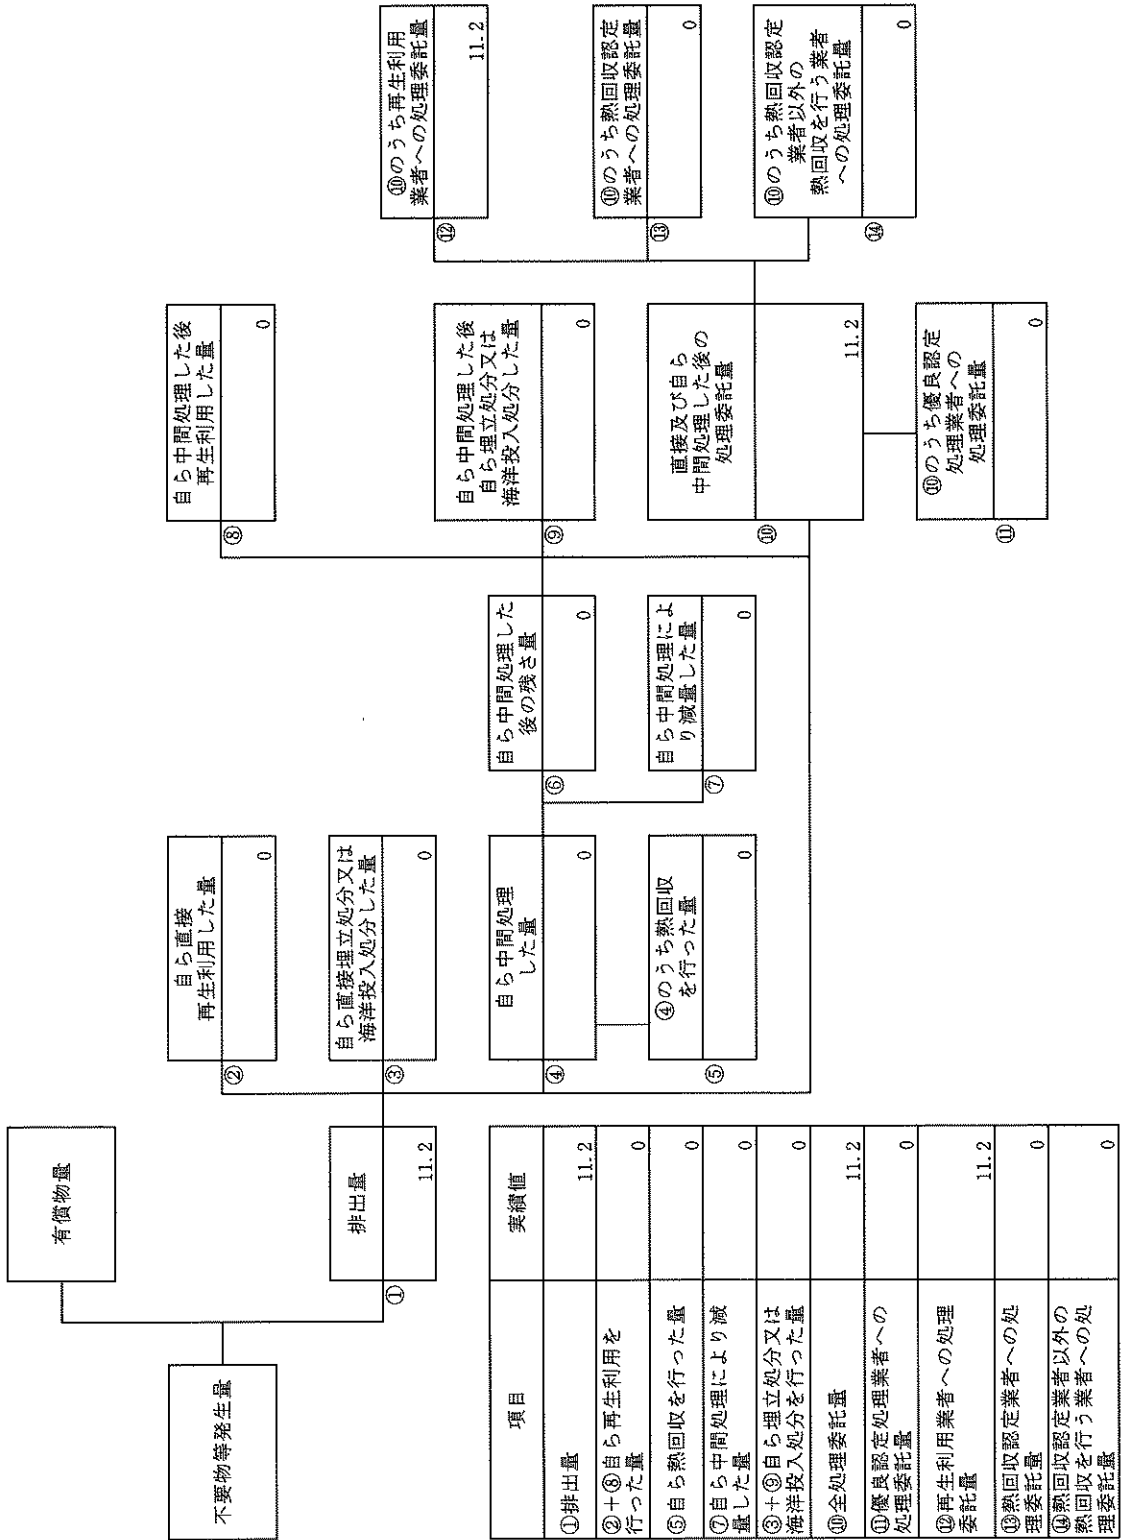 不要物等発生量
有償物量
排出量
①
11.2
自ら直接
再生利用した量
②
0
自ら直接埋立処分又は
海洋投入処分した量
③
0
自ら中間処理
した量
④
0
④のうち熱回収
を行った量
⑤
0
自ら中間処理した
後の残さ量
⑥
0
自ら中間処理によ
り減量した量
⑦
0
自ら中間処理した後
再生利用した量
⑧
0
自ら中間処理した後
自ら埋立処分又は
海洋投入処分した量
⑨
0
直接及び自ら
中間処理した後の
処理委託量
⑩
11.2
⑩のうち優良認定
処理業者への
処理委託量
⑪
0
⑩のうち再生利用
業者への処理委託量
⑫
11.2
⑩のうち熱回収認定
業者への処理委託量
⑬
0
⑩のうち熱回収認定
業者以外の
熱回収を行う業者
への処理委託量
⑭
0
項目 実績値
①排出量 11.2
②+⑧自ら再生利用を
行った量 0
⑤自ら熱回収を行った量 0
⑦自ら中間処理により減
量した量 0
③+⑨自ら埋立処分又は
海洋投入処分を行った量 0
⑩全処理委託量 11.2
⑪優良認定処理業者への
処理委託量 0
⑫再生利用業者への処理
委託量 11.2
⑬熱回収認定業者への処
理委託量 0
⑭熱回収認定業者以外の
熱回収を行う業者への処
理委託量 0